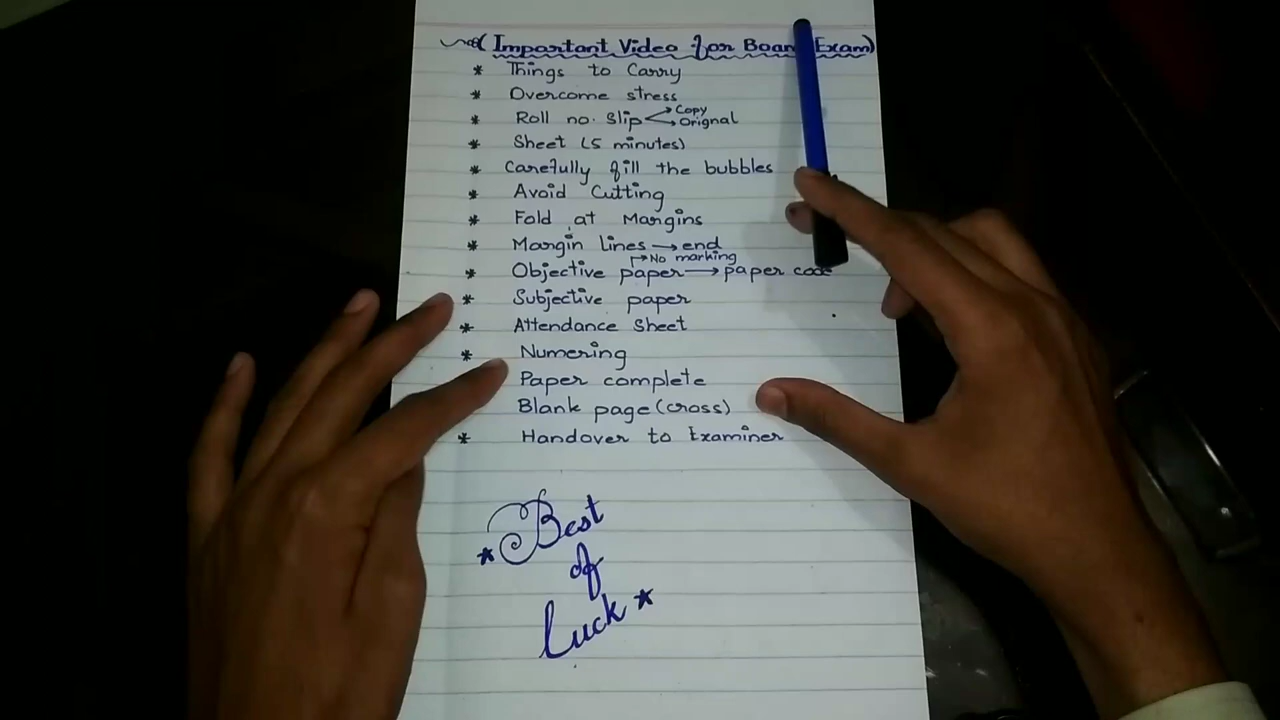 (Important Video for Board Exam)
* Things to Carry
* Overcome stress
* Roll no. Slip → Copy → Orignal
* Sheet (5 minutes)
* Carefully fill the bubbles
* Avoid Cutting
* Fold at Margins
* Margin Lines → end
* Objective paper → No marking → paper code
* Subjective paper
* Attendance Sheet
* Numering
Paper complete
Blank page (cross)
* Handover to Examiner
* Best
of
Luck *